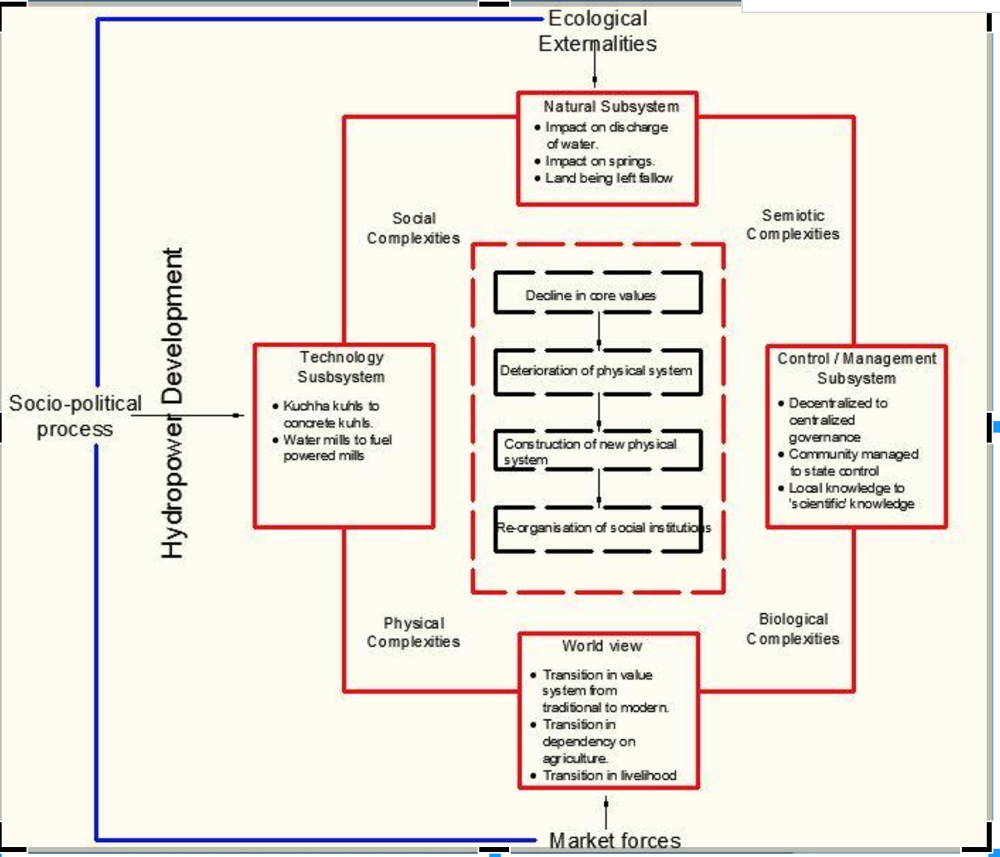 Ecological
Externalities
Natural Subsystem
• Impact on discharge
of water.
• Impact on springs.
• Land being left fallow
Social
Complexities
Semiotic
Complexities
Hydropower Development
Decline in core values
Deterioration of physical system
Construction of new physical
system
Re-organisation of social institutions
Technology
Susbsystem
• Kuchha kuhls to
concrete kuhls.
• Water mills to fuel
powered mills
Control / Management
Subsystem
• Decentralized to
centralized
governance
• Community managed
to state control
• Local knowledge to
'scientific' knowledge
Socio-political
process
Physical
Complexities
Biological
Complexities
World view
• Transition in value
system from
traditional to modern.
• Transition in
dependency on
agriculture.
• Transition in livelihood
Market forces